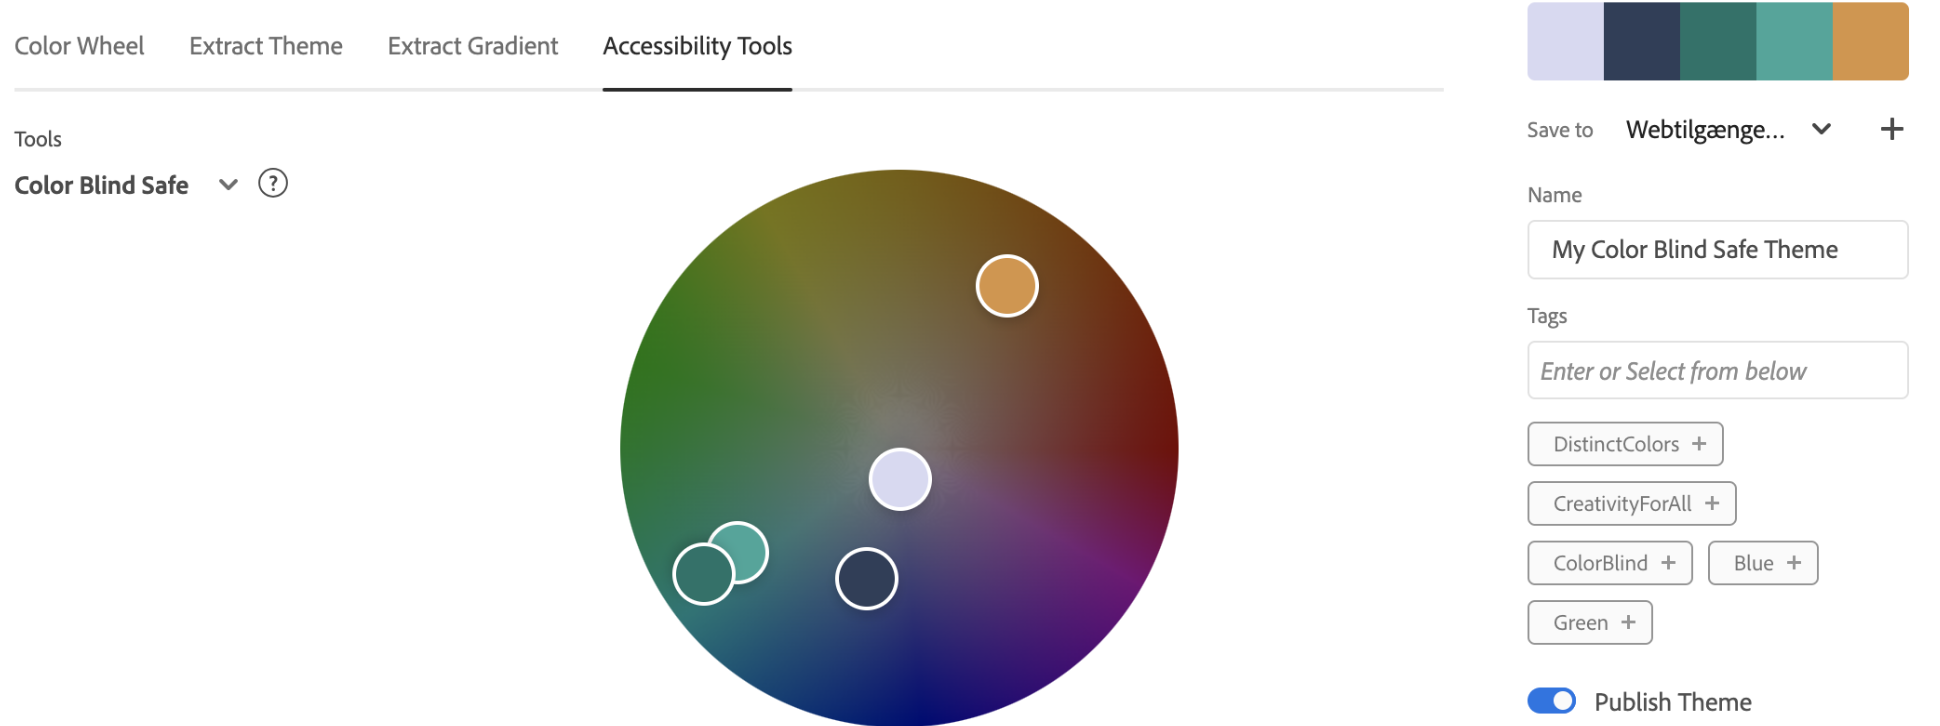 Color Wheel
Extract Theme
Extract Gradient
Accessibility Tools
Tools
Color Blind Safe
?
Save to
Webtilgænge...
Name
My Color Blind Safe Theme
Tags
Enter or Select from below
DistinctColors +
CreativityForAll +
ColorBlind +
Blue +
Green +
Publish Theme